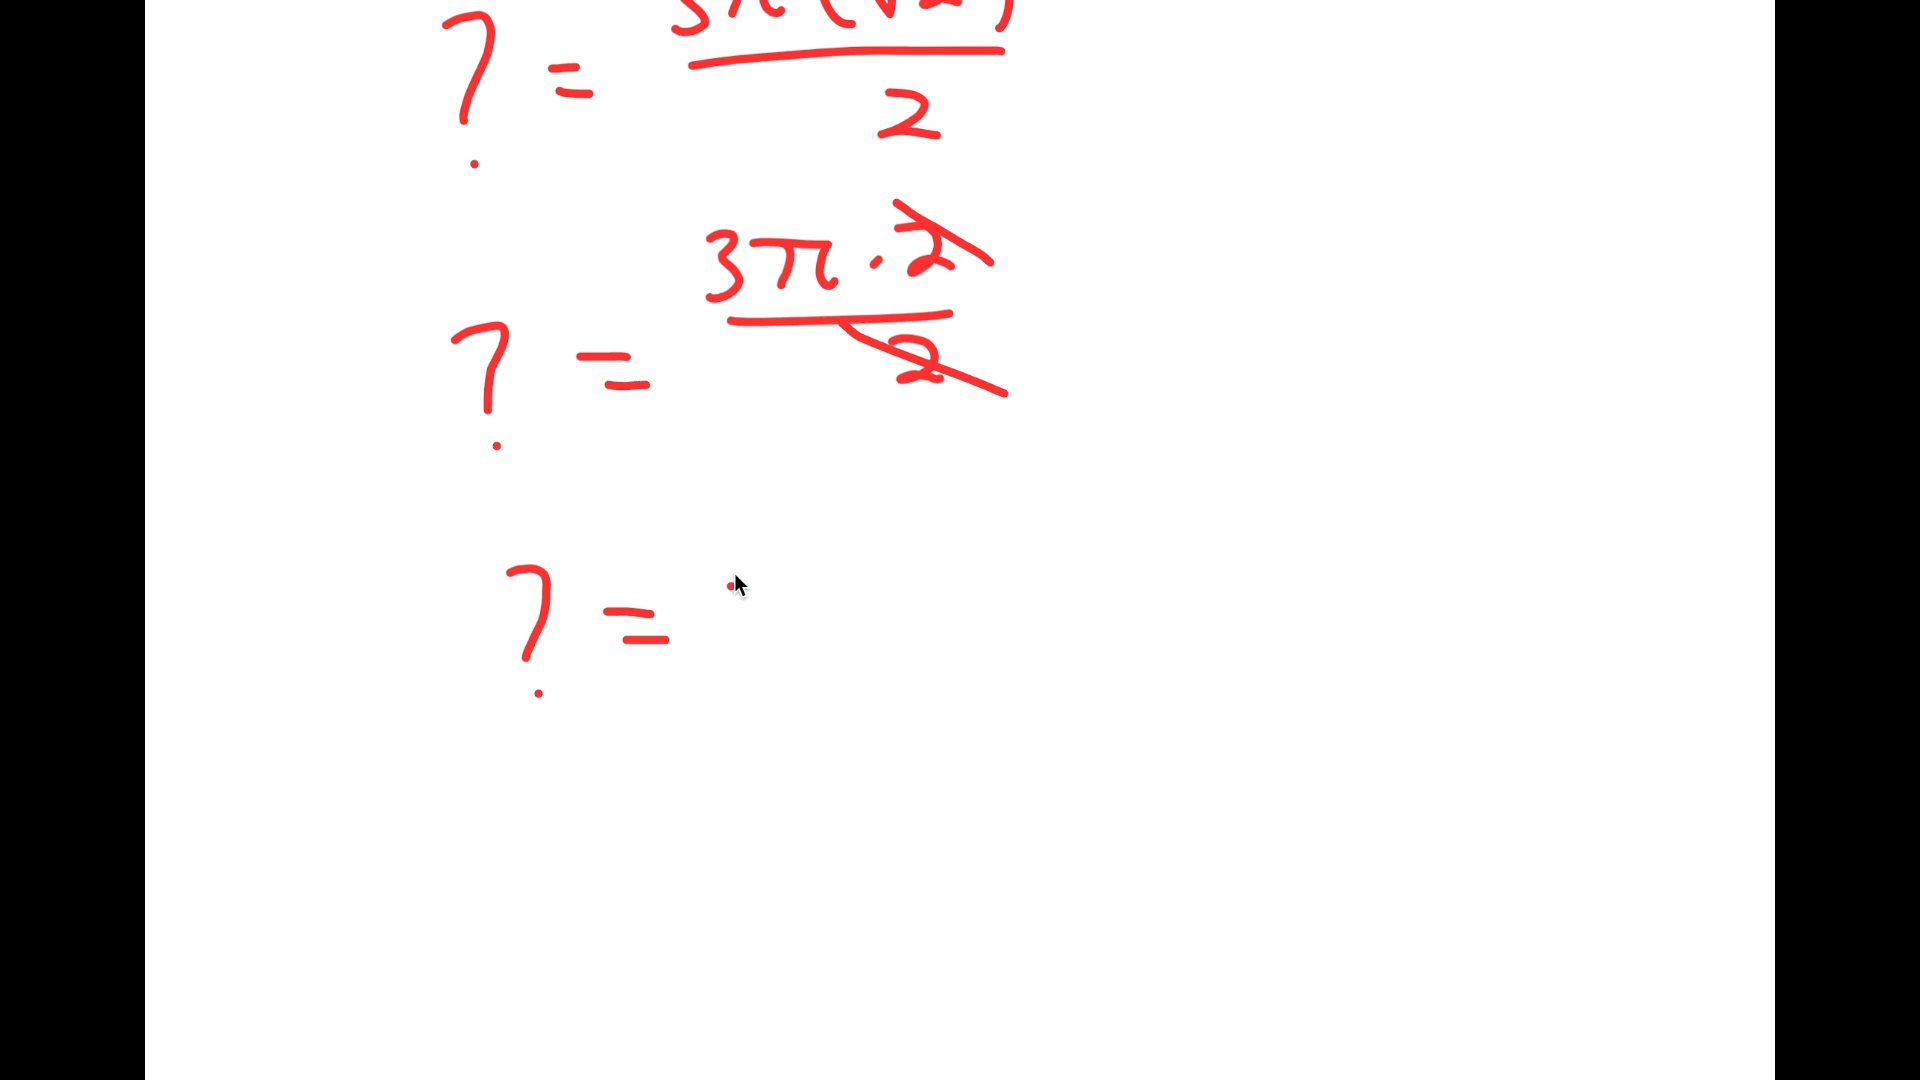 ? = 3π(√2) / 2
? = 3π · 2 / 2
? =